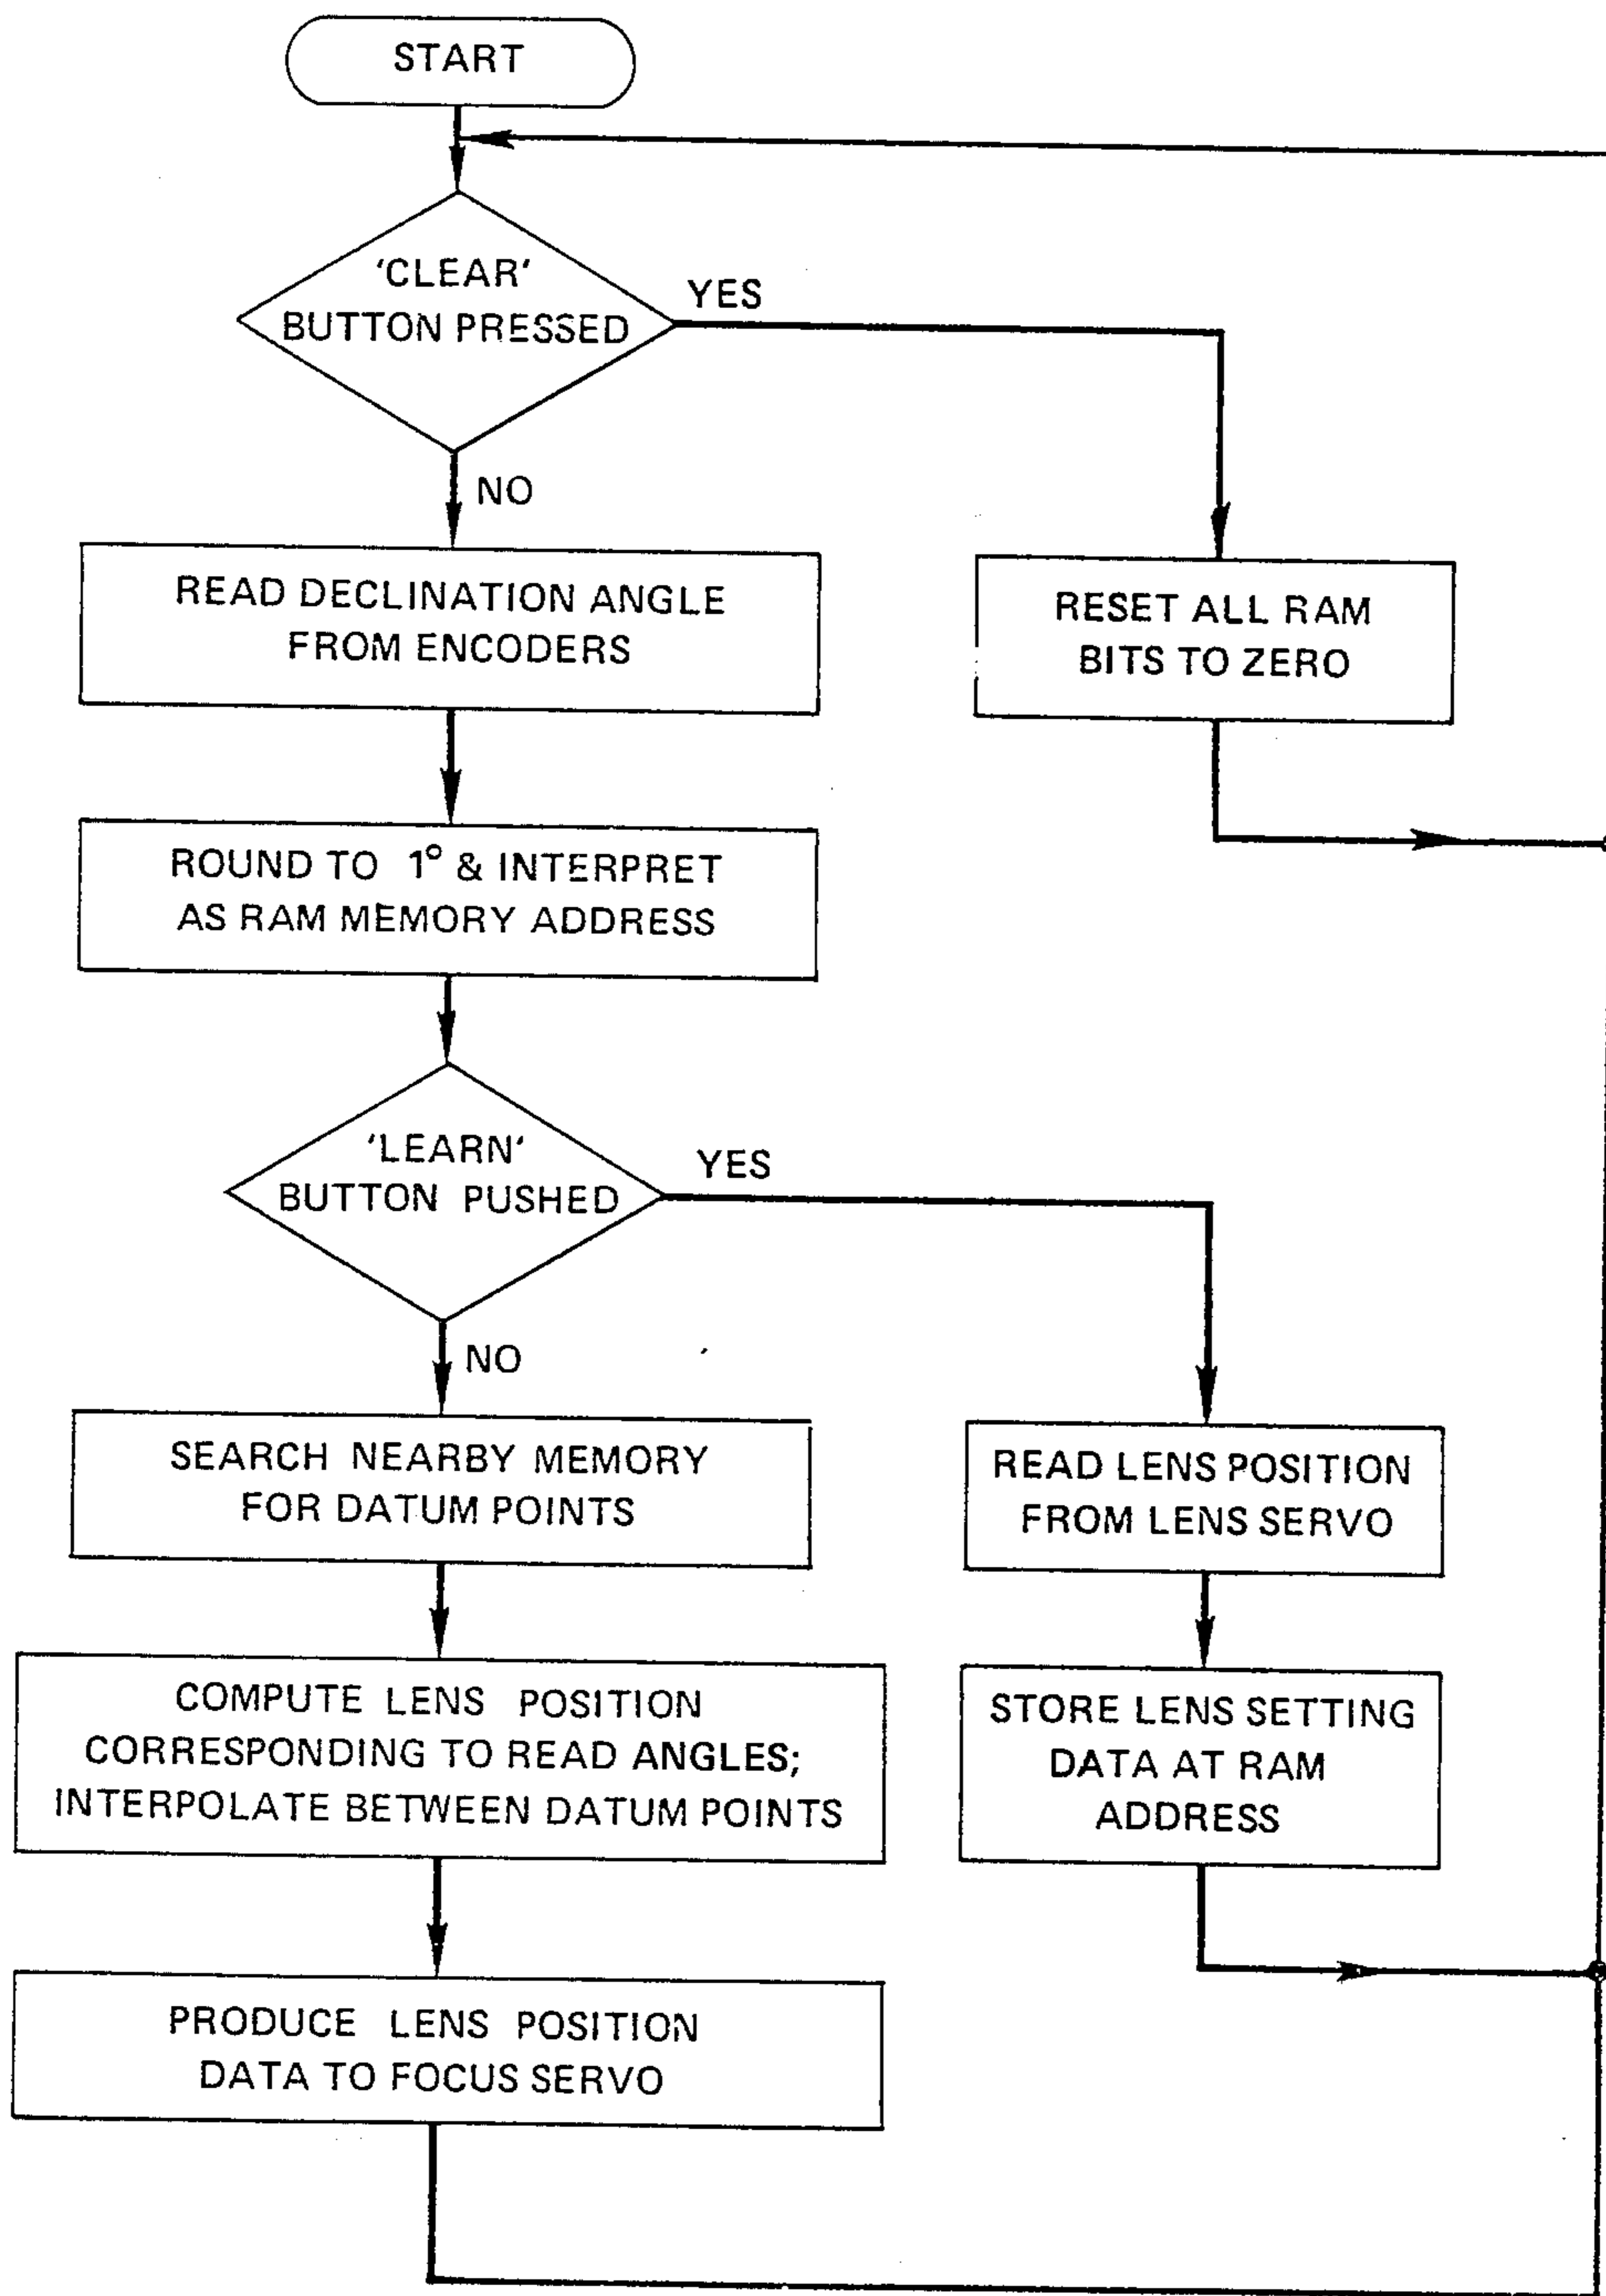 START
'CLEAR'
BUTTON PRESSED
YES
NO
READ DECLINATION ANGLE
FROM ENCODERS
RESET ALL RAM
BITS TO ZERO
ROUND TO 1° & INTERPRET
AS RAM MEMORY ADDRESS
'LEARN'
BUTTON PUSHED
YES
NO
SEARCH NEARBY MEMORY
FOR DATUM POINTS
READ LENS POSITION
FROM LENS SERVO
COMPUTE LENS POSITION
CORRESPONDING TO READ ANGLES;
INTERPOLATE BETWEEN DATUM POINTS
STORE LENS SETTING
DATA AT RAM
ADDRESS
PRODUCE LENS POSITION
DATA TO FOCUS SERVO